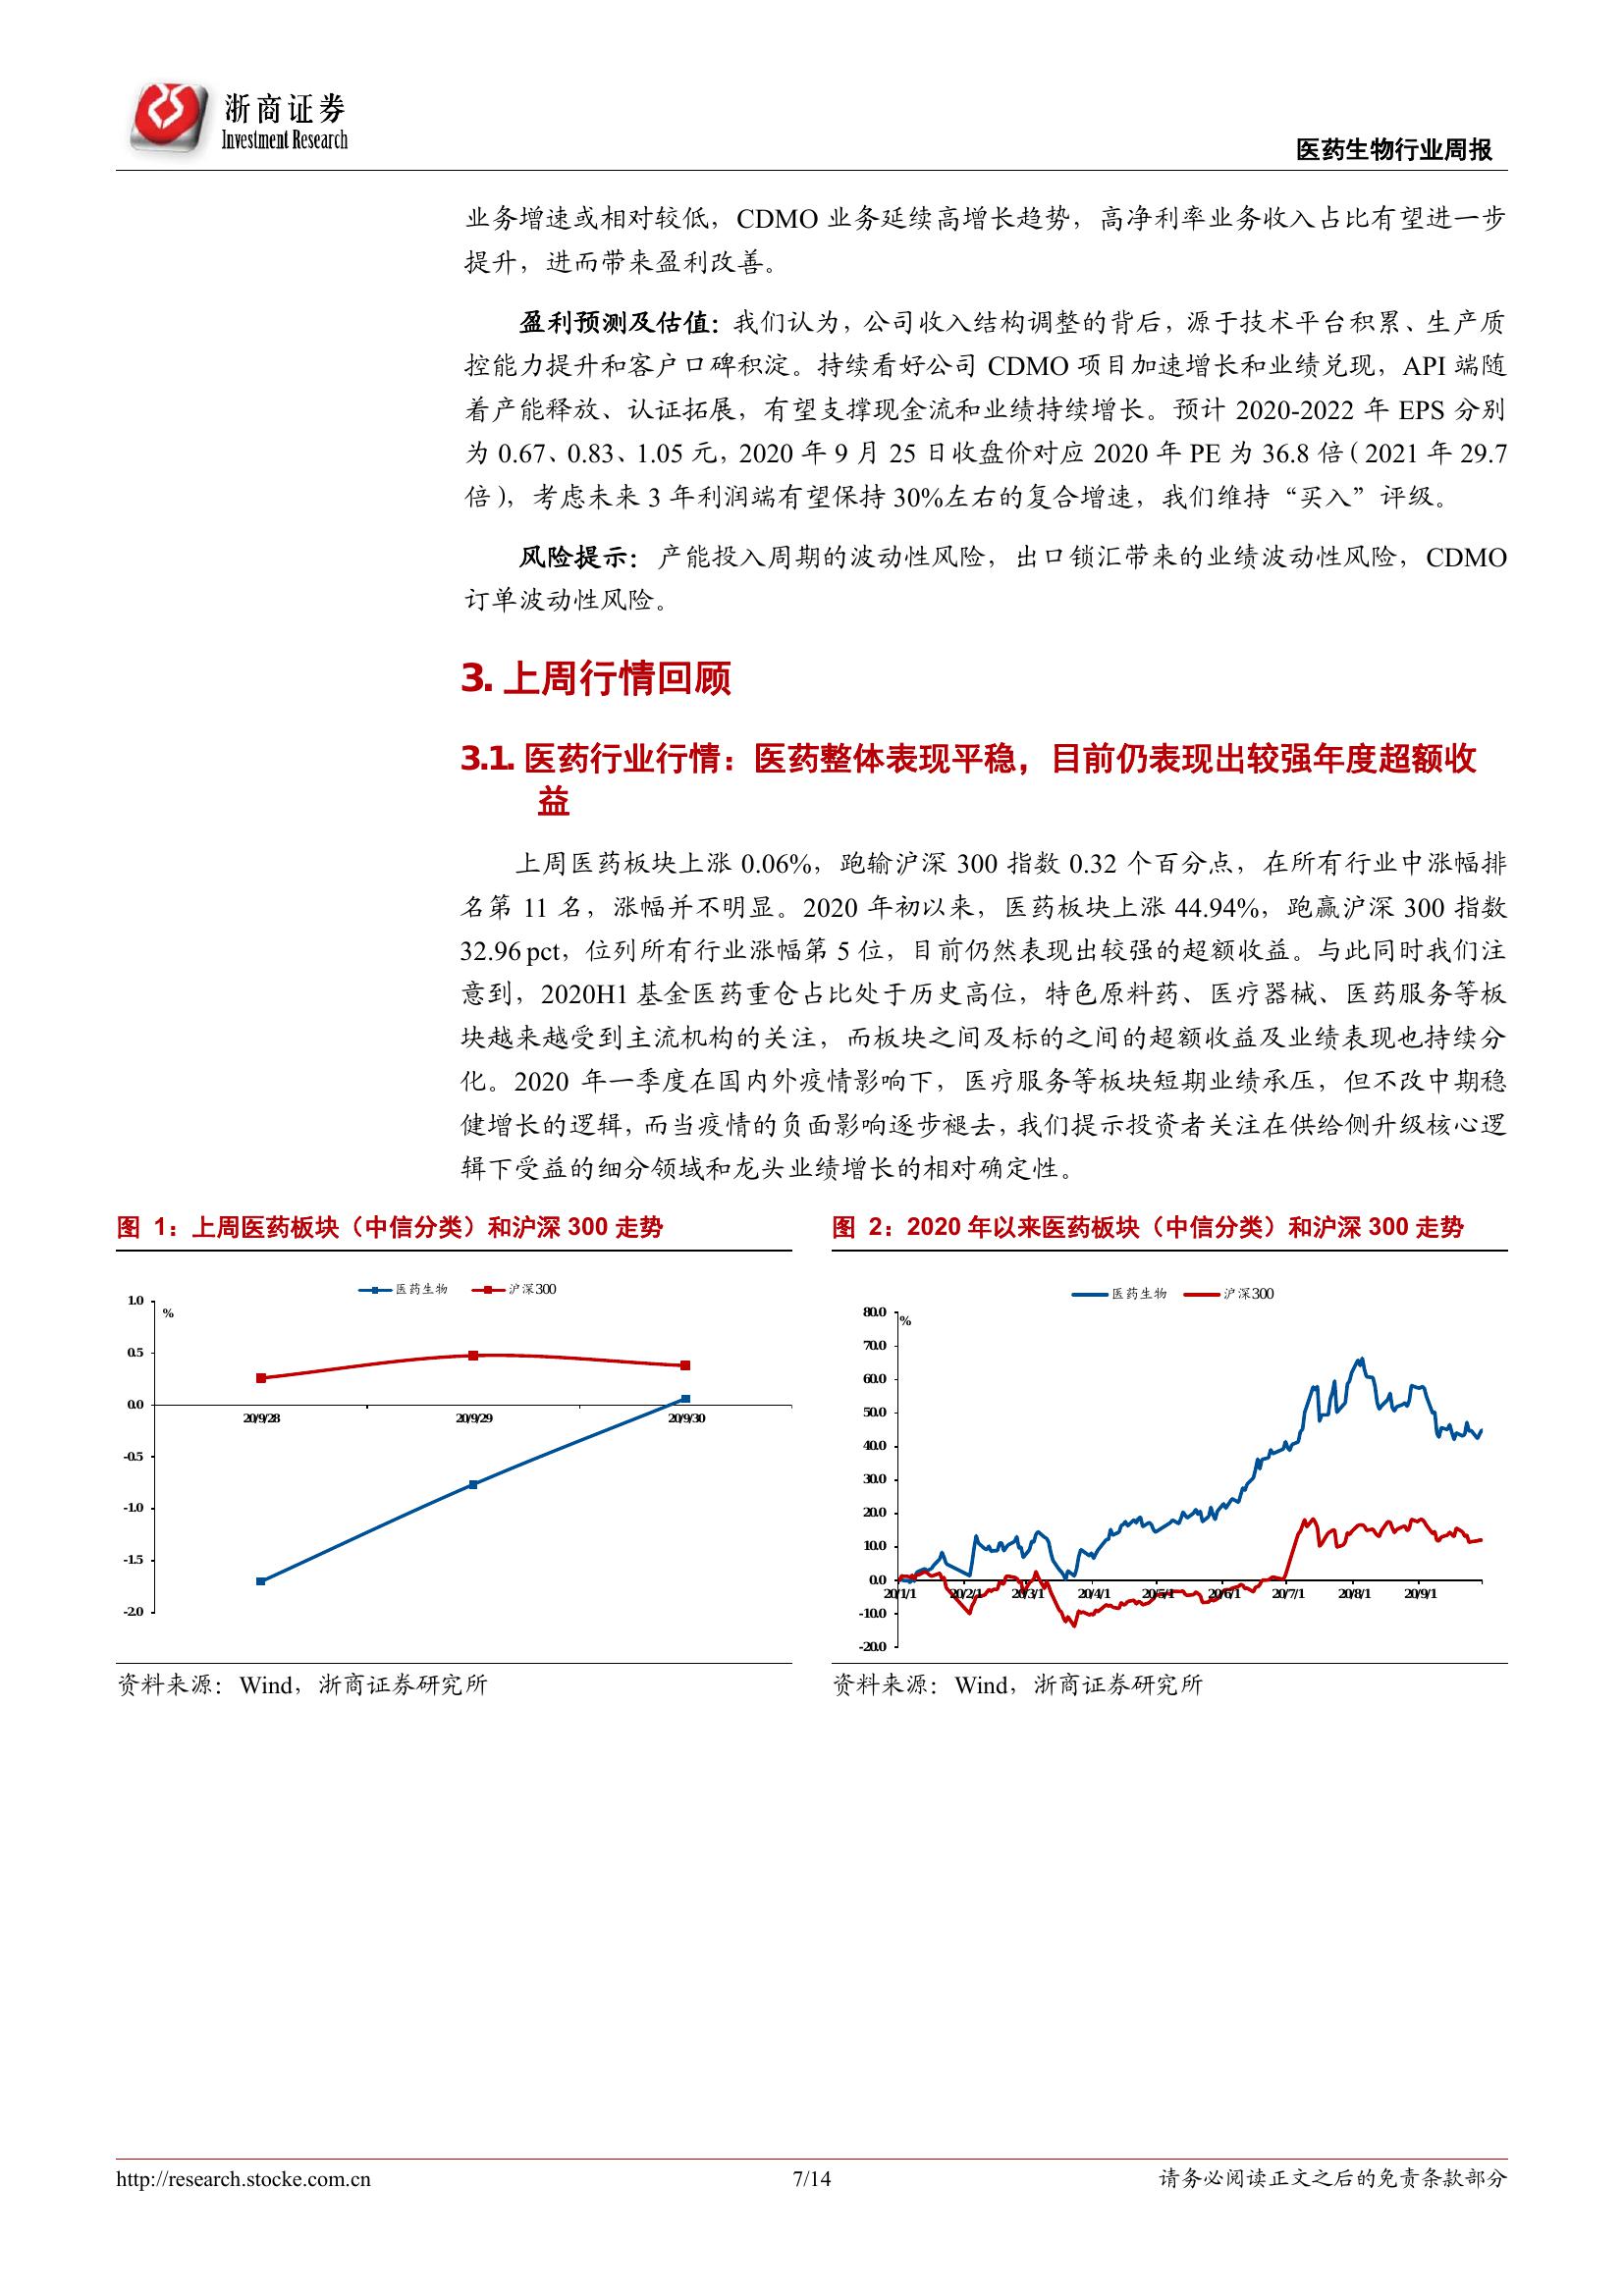 浙商证券
Investment Research
医药生物行业周报
业务增速或相对较低，CDMO 业务延续高增长趋势，高净利率业务收入占比有望进一步
提升，进而带来盈利改善。
盈利预测及估值：我们认为，公司收入结构调整的背后，源于技术平台积累、生产质
控能力提升和客户口碑积淀。持续看好公司 CDMO 项目加速增长和业绩兑现，API 端随
着产能释放、认证拓展，有望支撑现金流和业绩持续增长。预计 2020-2022 年 EPS 分别
为 0.67、0.83、1.05 元，2020 年 9 月 25 日收盘价对应 2020 年 PE 为 36.8 倍（2021 年 29.7
倍），考虑未来 3 年利润端有望保持 30%左右的复合增速，我们维持“买入”评级。
风险提示：产能投入周期的波动性风险，出口锁汇带来的业绩波动性风险，CDMO
订单波动性风险。
3. 上周行情回顾
3.1. 医药行业行情：医药整体表现平稳，目前仍表现出较强年度超额收
益
上周医药板块上涨 0.06%，跑输沪深 300 指数 0.32 个百分点，在所有行业中涨幅排
名第 11 名，涨幅并不明显。2020 年初以来，医药板块上涨 44.94%，跑赢沪深 300 指数
32.96 pct，位列所有行业涨幅第 5 位，目前仍然表现出较强的超额收益。与此同时我们注
意到，2020H1 基金医药重仓占比处于历史高位，特色原料药、医疗器械、医药服务等板
块越来越受到主流机构的关注，而板块之间及标的之间的超额收益及业绩表现也持续分
化。2020 年一季度在国内外疫情影响下，医疗服务等板块短期业绩承压，但不改中期稳
健增长的逻辑，而当疫情的负面影响逐步褪去，我们提示投资者关注在供给侧升级核心逻
辑下受益的细分领域和龙头业绩增长的相对确定性。
图 1：上周医药板块（中信分类）和沪深 300 走势
医药生物 沪深300
%
1.0
0.5
0.0
-0.5
-1.0
-1.5
-2.0
20/9/28 20/9/29 20/9/30
资料来源：Wind，浙商证券研究所
图 2：2020 年以来医药板块（中信分类）和沪深 300 走势
医药生物 沪深300
%
80.0
70.0
60.0
50.0
40.0
30.0
20.0
10.0
0.0
-10.0
-20.0
20/1/1 20/2/1 20/3/1 20/4/1 20/5/1 20/6/1 20/7/1 20/8/1 20/9/1
资料来源：Wind，浙商证券研究所
http://research.stocke.com.cn 7/14 请务必阅读正文之后的免责条款部分